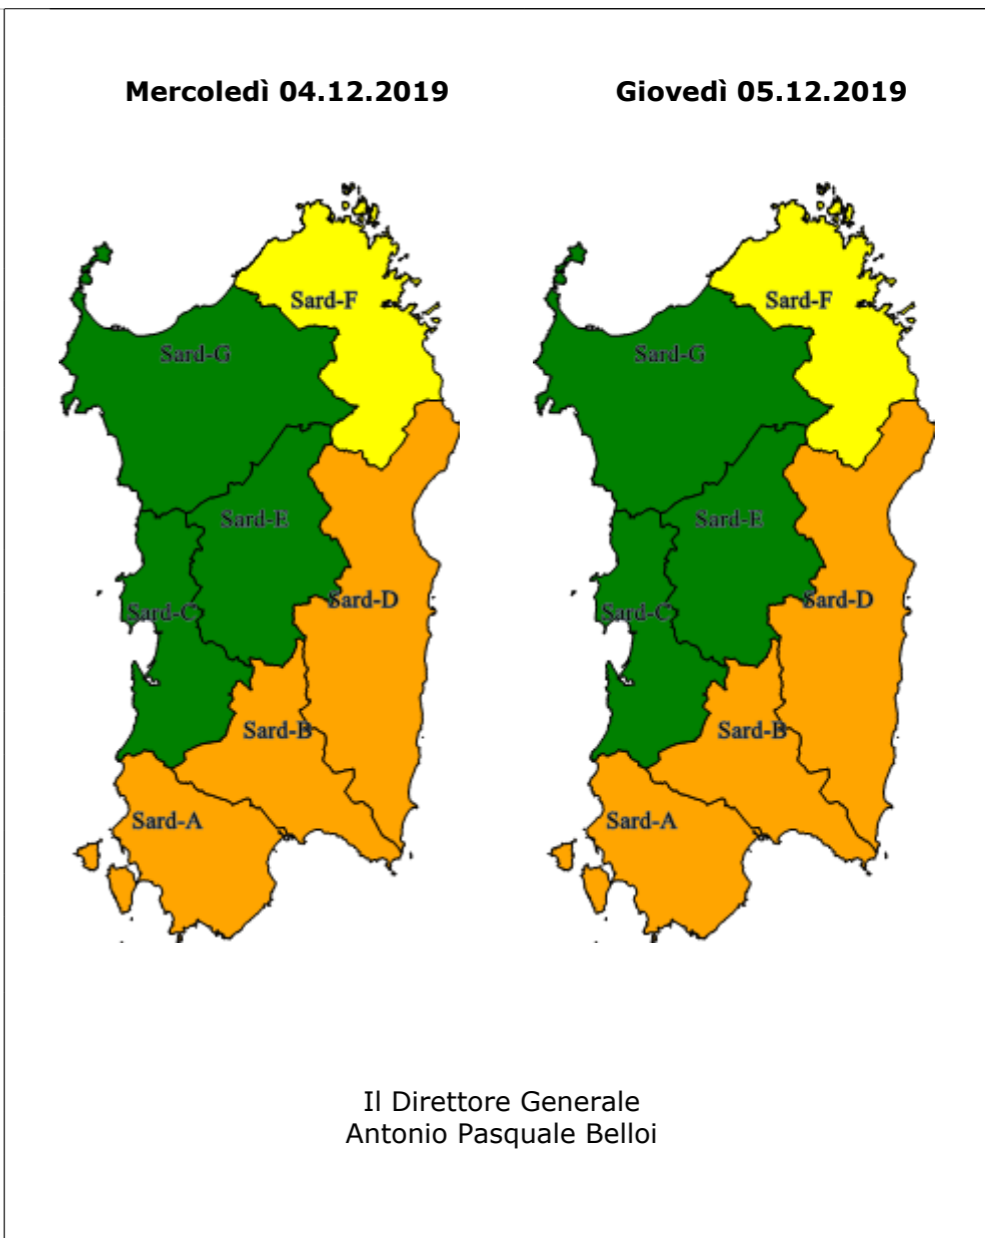 Mercoledì 04.12.2019
Giovedì 05.12.2019
Sard-F
Sard-G
Sard-E
Sard-C
Sard-D
Sard-B
Sard-A
Sard-F
Sard-G
Sard-E
Sard-C
Sard-D
Sard-B
Sard-A
Il Direttore Generale
Antonio Pasquale Belloi